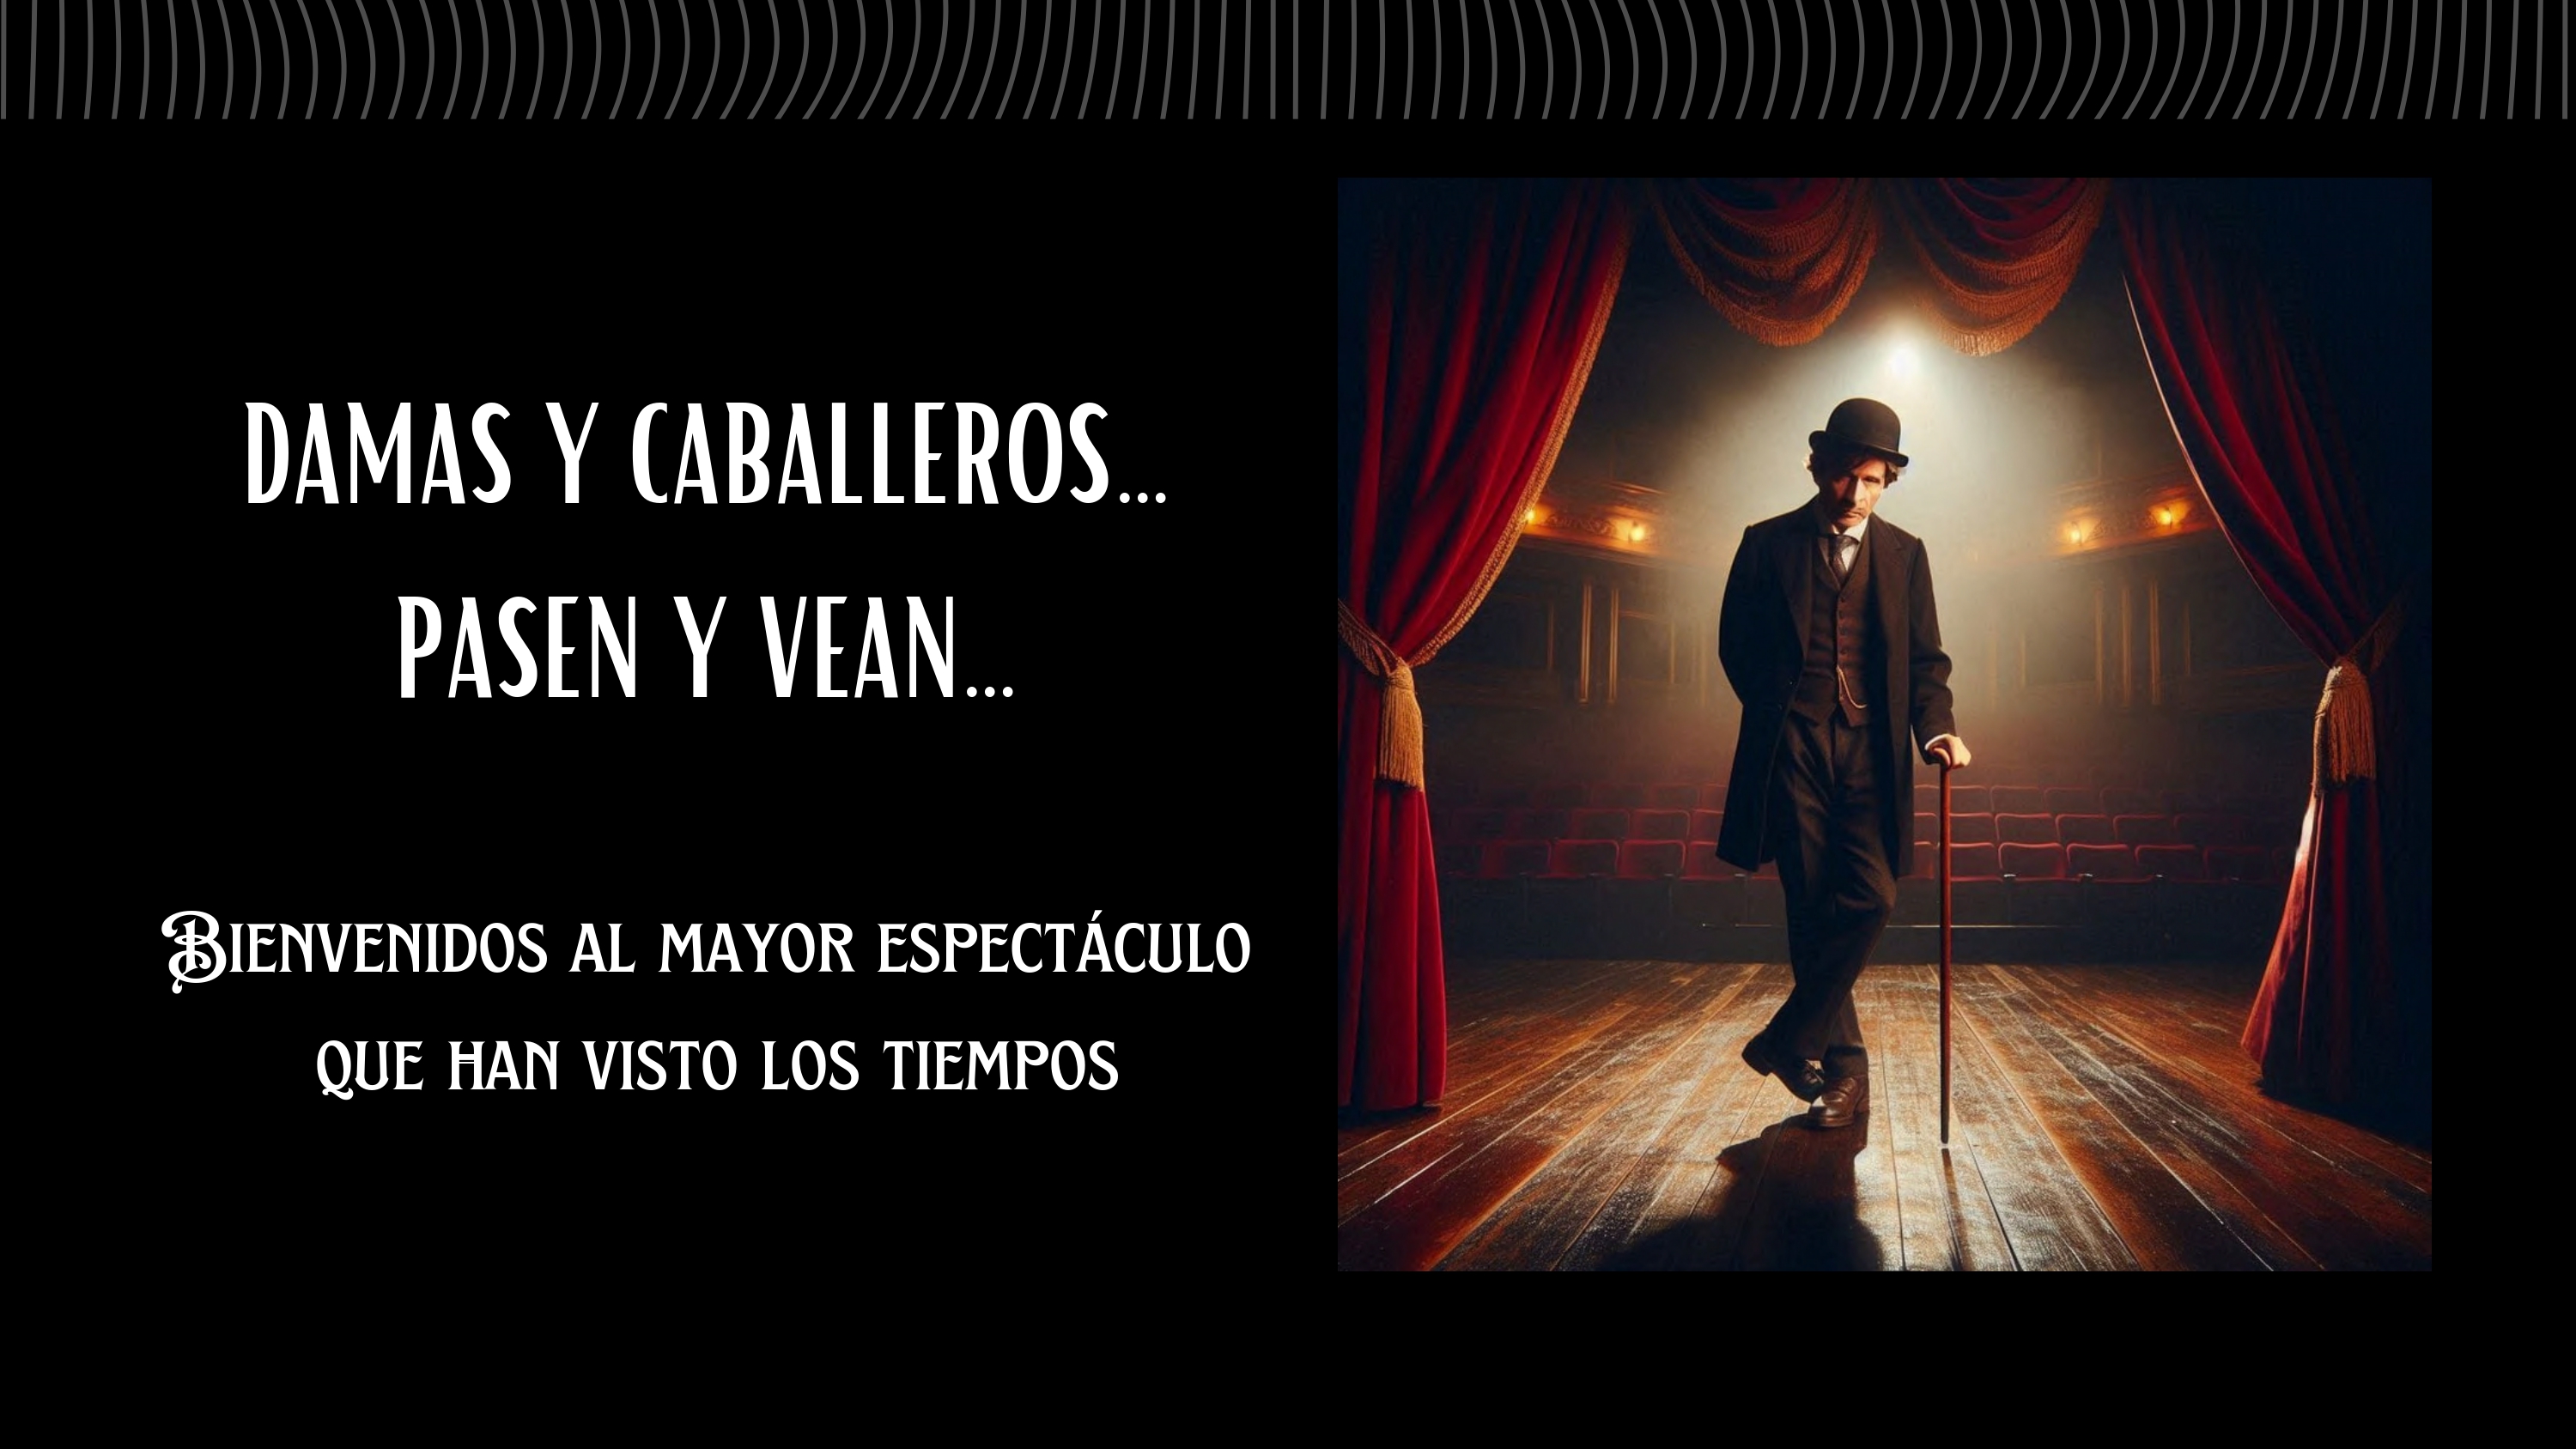 DAMAS Y CABALLEROS...
PASEN Y VEAN...
BIENVENIDOS AL MAYOR ESPECTÁCULO
QUE HAN VISTO LOS TIEMPOS